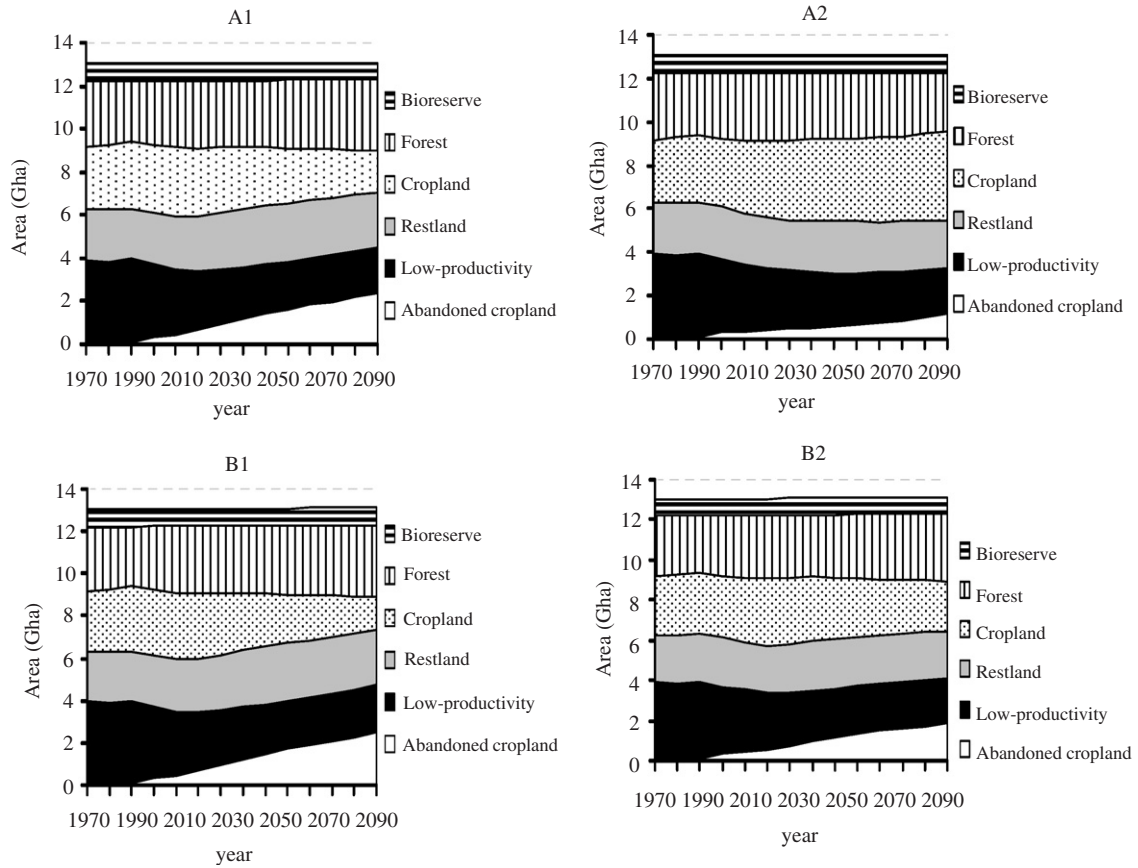 A1
Area (Gha)
14
12
10
8
6
4
2
0
1970 1990 2010 2030 2050 2070 2090
year
Bioreserve
Forest
Cropland
Restland
Low-productivity
Abandoned cropland
A2
Area (Gha)
14
12
10
8
6
4
2
0
1970 1990 2010 2030 2050 2070 2090
year
Bioreserve
Forest
Cropland
Restland
Low-productivity
Abandoned cropland
B1
Area (Gha)
14
12
10
8
6
4
2
0
1970 1990 2010 2030 2050 2070 2090
year
Bioreserve
Forest
Cropland
Restland
Low-productivity
Abandoned cropland
B2
Area (Gha)
14
12
10
8
6
4
2
0
1970 1990 2010 2030 2050 2070 2090
year
Bioreserve
Forest
Cropland
Restland
Low-productivity
Abandoned cropland